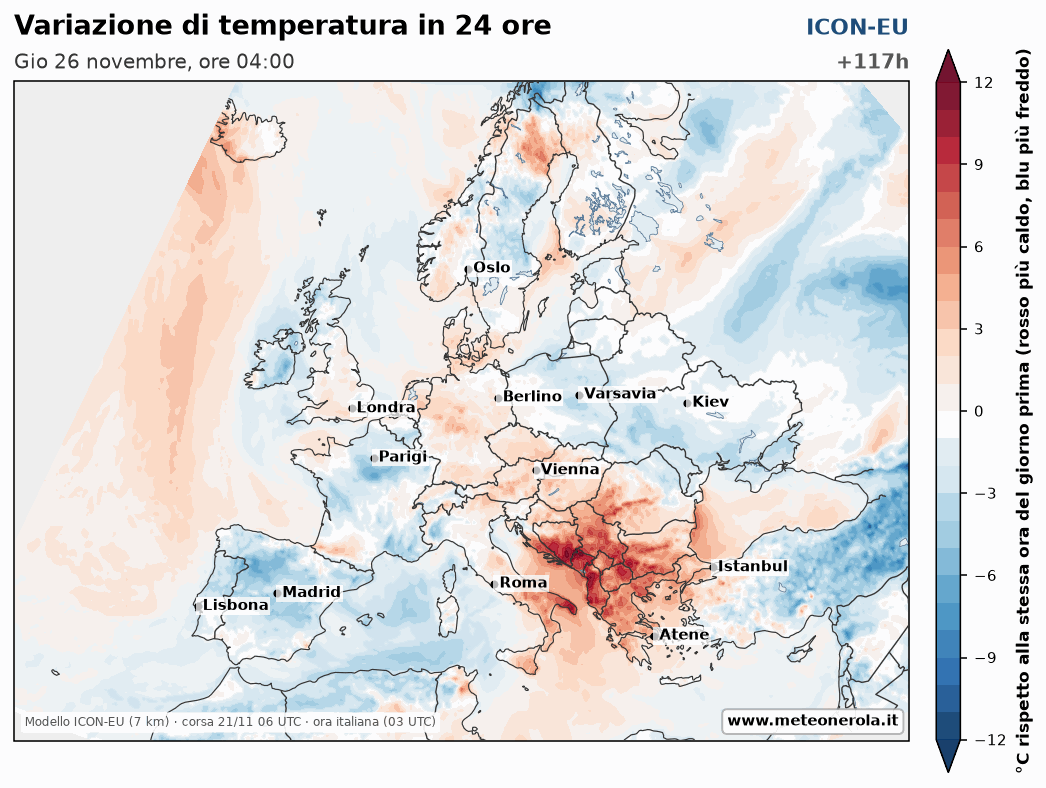 Variazione di temperatura in 24 ore
ICON-EU
Gio 26 novembre, ore 04:00
+117h
Oslo
Londra
Berlino
Varsavia
Kiev
Parigi
Vienna
Istanbul
Roma
Madrid
Lisbona
Atene
Modello ICON-EU (7 km) · corsa 21/11 06 UTC · ora italiana (03 UTC)
www.meteonerola.it
12
9
6
3
0
−3
−6
−9
−12
°C rispetto alla stessa ora del giorno prima (rosso più caldo, blu più freddo)